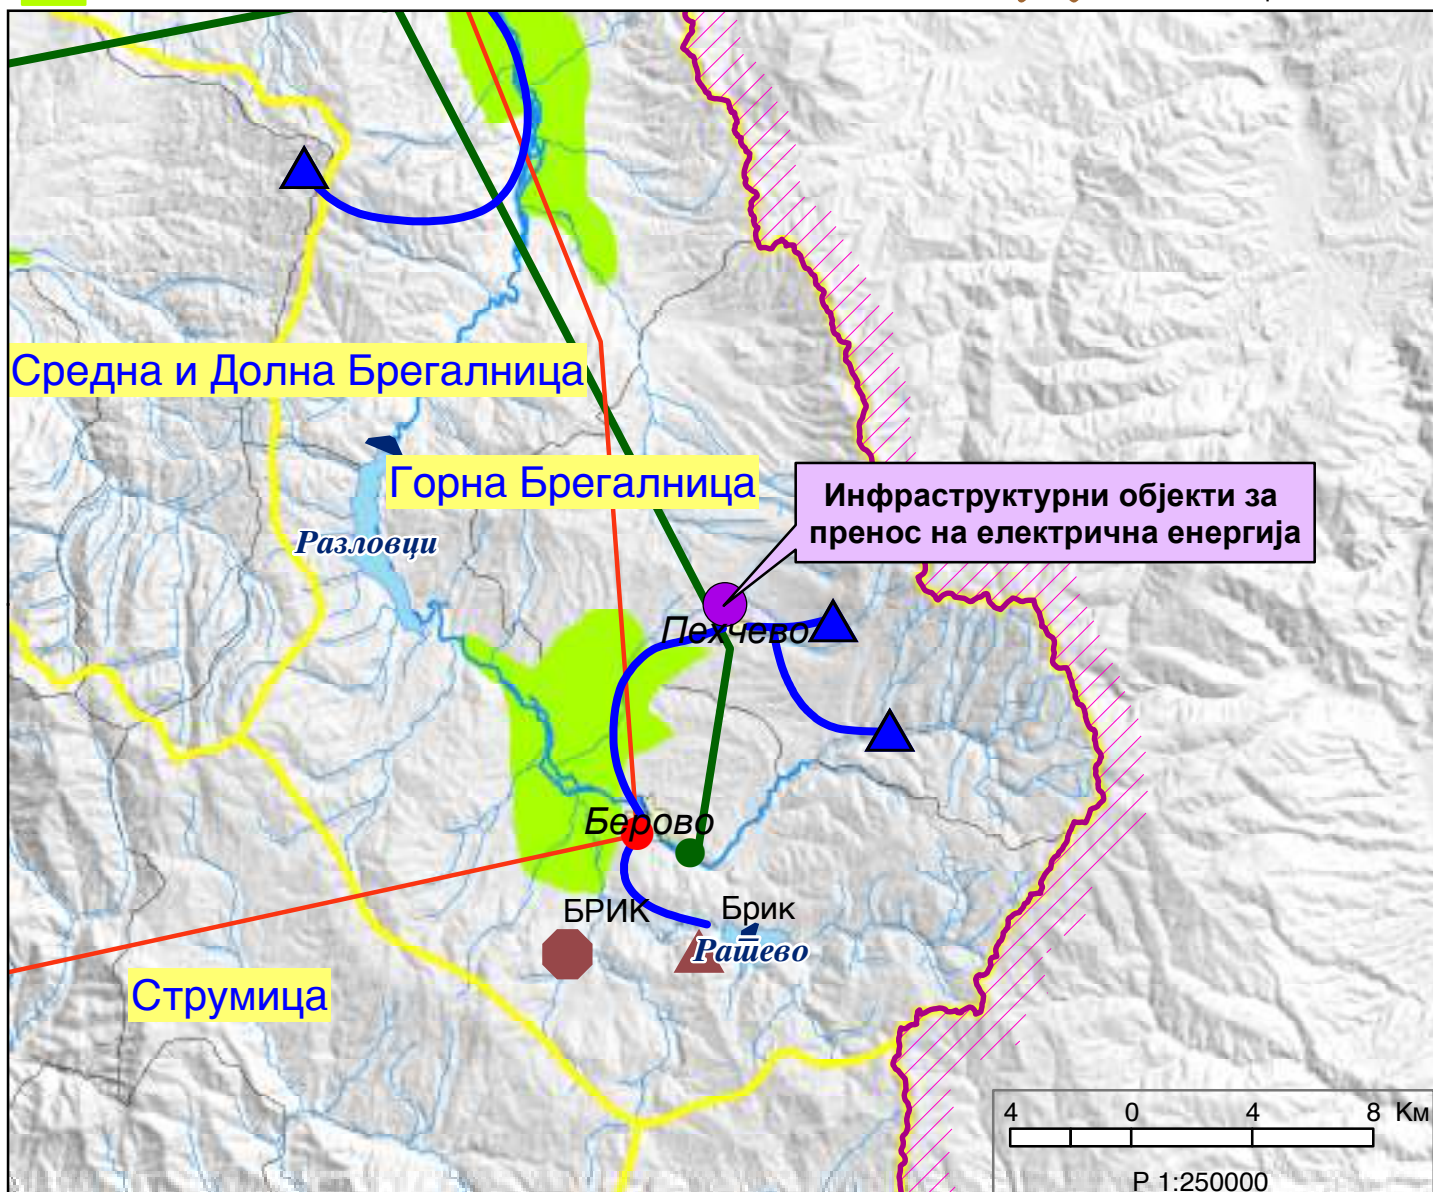 Средна и Долна Брегалница
Горна Брегалница
Инфраструктурни објекти за
пренос на електрична енергија
Разловци
Пехчево
Берово
БРИК
Брик
Рашево
Струмица
4 0 4 8 Км
Р 1:250000